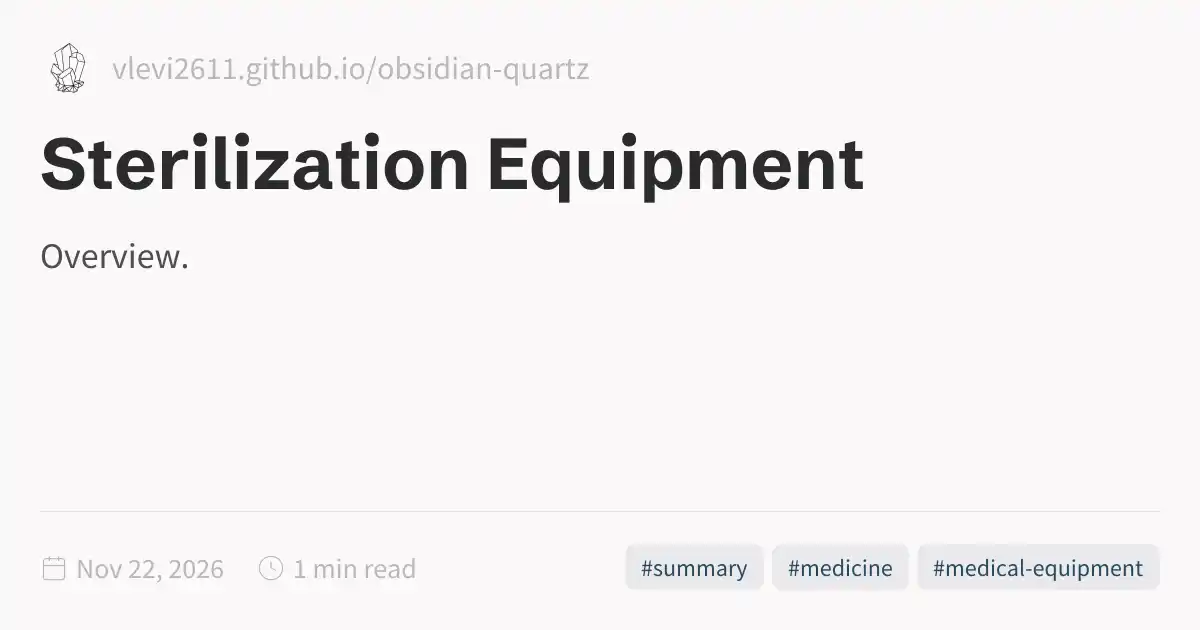 vlevi2611.github.io/obsidian-quartz
Sterilization Equipment
Overview.
Nov 22, 2026 1 min read #summary #medicine #medical-equipment